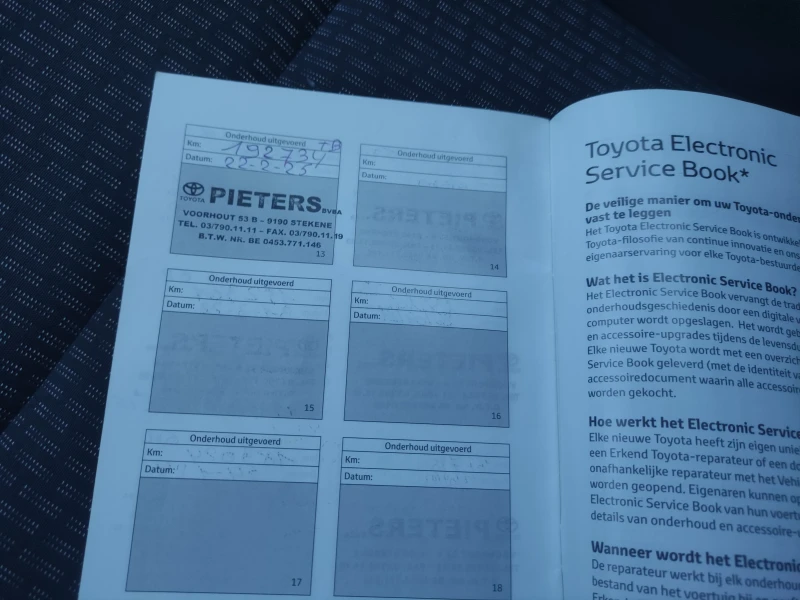 Onderhoud uitgevoerd
Km: 192734 TB
Datum: 22-2-25
TOYOTA PIETERS BVBA
VOORHOUT 53 B - 9190 STEKENE
TEL. 03/790.11.11 - FAX. 03/790.11.19
B.T.W. NR. BE 0453.771.146
13
Onderhoud uitgevoerd
Km:
Datum:
14
Onderhoud uitgevoerd
Km:
Datum:
15
Onderhoud uitgevoerd
Km:
Datum:
16
Onderhoud uitgevoerd
Km:
Datum:
17
Onderhoud uitgevoerd
Km:
Datum:
18
Toyota Electronic
Service Book*
De veilige manier om uw Toyota-onder
vast te leggen
Het Toyota Electronic Service Book is ontwikkel
Toyota-filosofie van continue innovatie en ons
eigenaarservaring voor elke Toyota-bestuurde
Wat het is Electronic Service Book?
Het Electronic Service Book vervangt de trad
onderhoudsgeschiedenis door een digitale v
computer wordt opgeslagen. Het wordt geb
en accessoire-upgrades tijdens de levensdu
Elke nieuwe Toyota wordt met een overzich
Service Book geleverd (met de identiteit va
accessoiredocument waarin alle accessoir
worden gekocht.
Hoe werkt het Electronic Service
Elke nieuwe Toyota heeft zijn eigen unie
een Erkend Toyota-reparateur of een do
onafhankelijke reparateur met het Vehi
worden geopend. Eigenaren kunnen op
Electronic Service Book van hun voertu
details van onderhoud en accessoire-u
Wanneer wordt het Electronic
De reparateur werkt bij elk onderhou
bestand van het voertuig bij en